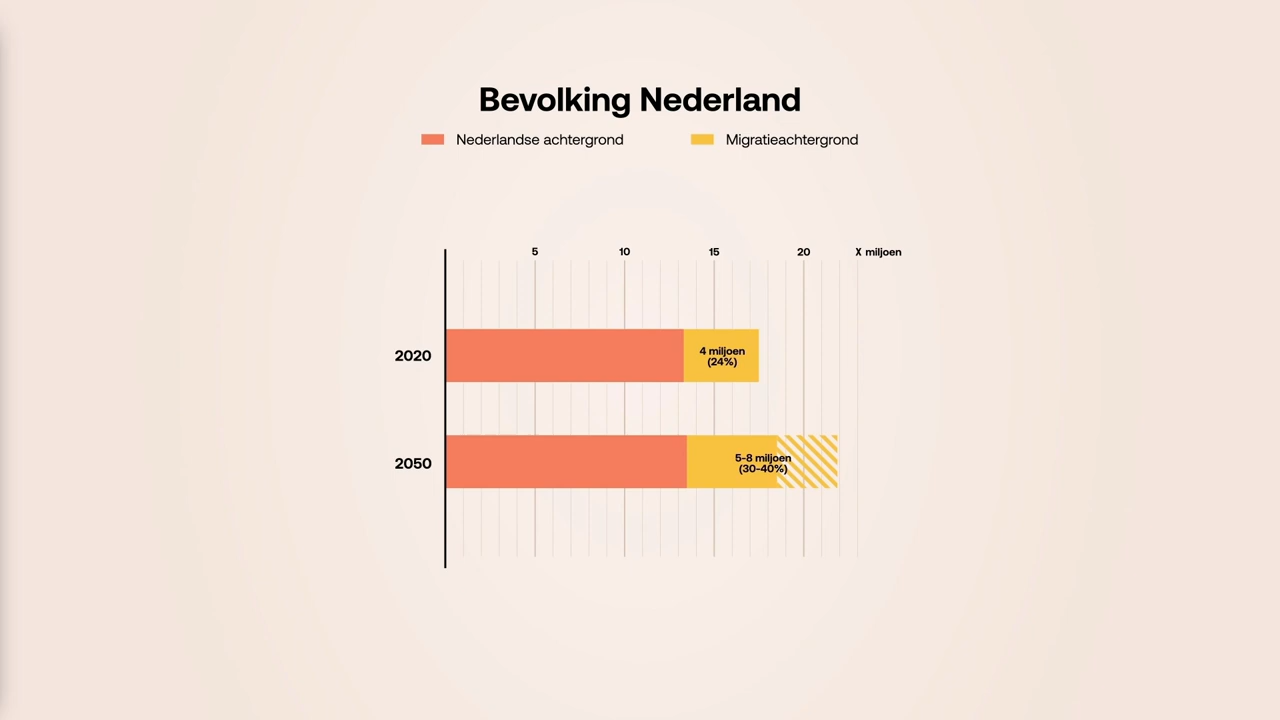 Bevolking Nederland
Nederlandse achtergrond
Migratieachtergrond
5
10
15
20
X miljoen
2020
4 miljoen
(24%)
2050
5-8 miljoen
(30-40%)